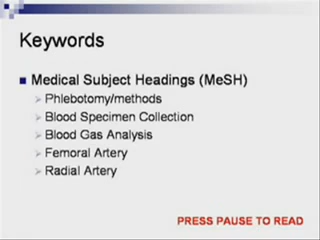 Keywords
Medical Subject Headings (MeSH)
Phlebotomy/methods
Blood Specimen Collection
Blood Gas Analysis
Femoral Artery
Radial Artery
PRESS PAUSE TO READ